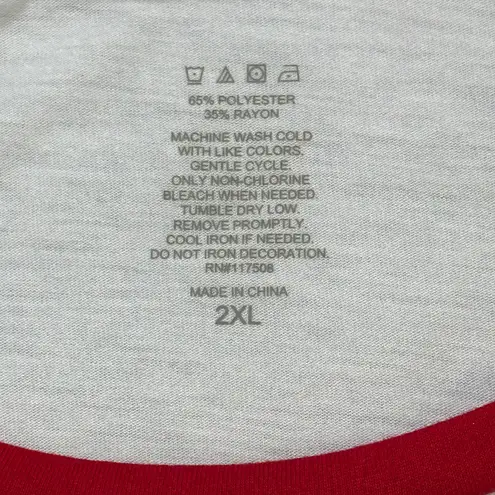 65% POLYESTER
35% RAYON
MACHINE WASH COLD
WITH LIKE COLORS.
GENTLE CYCLE.
ONLY NON-CHLORINE
BLEACH WHEN NEEDED.
TUMBLE DRY LOW.
REMOVE PROMPTLY.
COOL IRON IF NEEDED.
DO NOT IRON DECORATION.
RN#117508
MADE IN CHINA
2XL